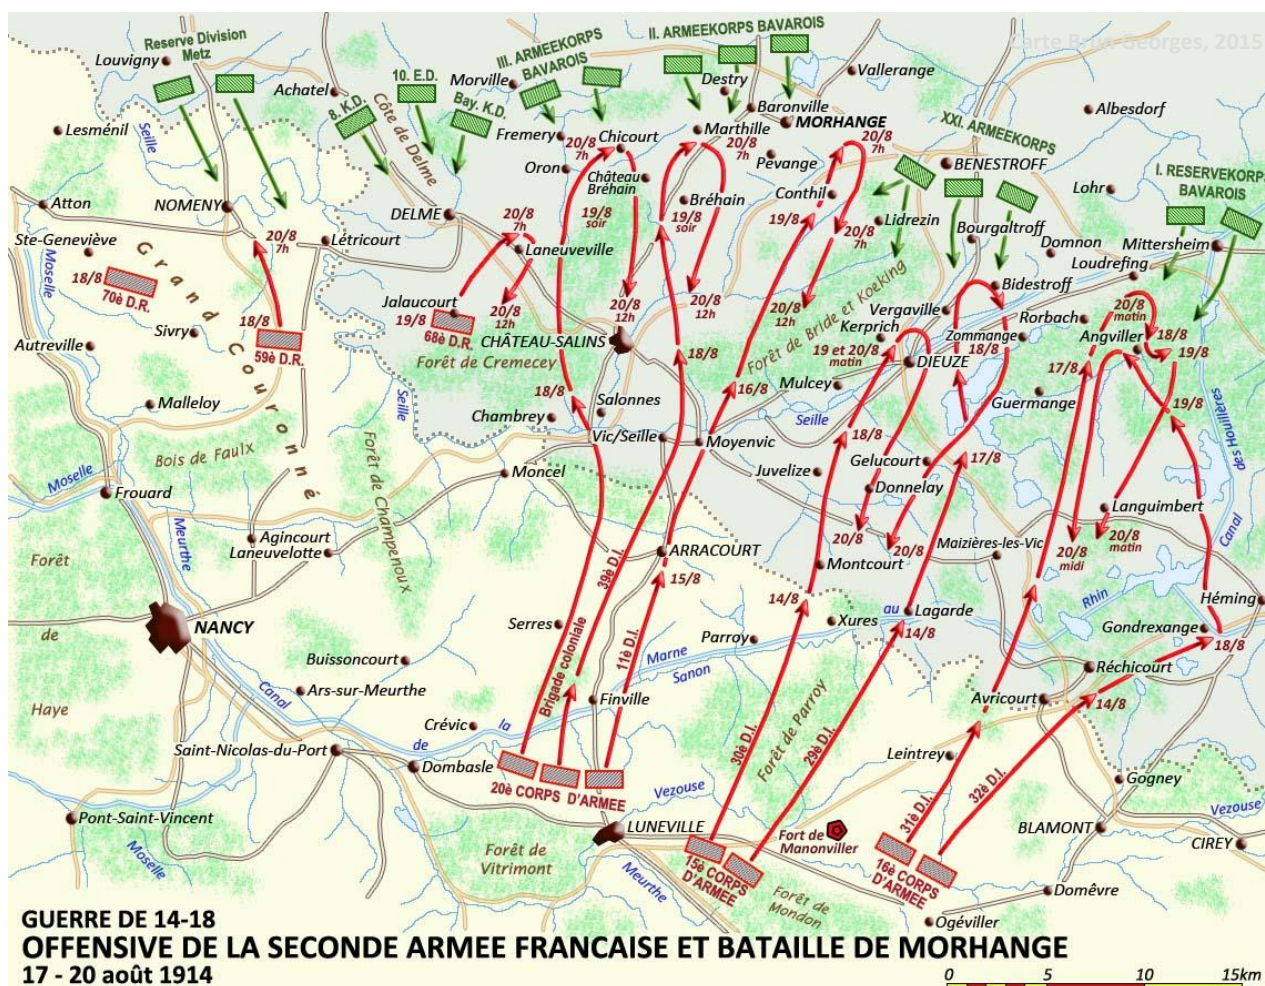 Carte Brun Georges, 2015
Reserve Division
Metz
III. ARMEEKORPS
BAVAROIS
II. ARMEEKORPS BAVAROIS
XXI. ARMEEKORPS
I. RESERVEKORPS
BAVAROIS
8. K.D.
10. E.D.
Bay. K.D.
Louvigny
Achatel
Morville
Destry
Vallerange
Baronville
MORHANGE
Albesdorf
Lesménil
Seille
Côte de Delme
Fremery
Chicourt
20/8
7h
Marthille
20/8
7h
Pévange
20/8
7h
BENESTROFF
Oron
Château
Bréhain
Conthil
Lohr
Atton
NOMENY
DELME
19/8
soir
Bréhain
19/8
soir
19/8
Lidrezin
Bourgaltroff
Domnon
Mittersheim
Ste-Geneviève
20/8
7h
Létricourt
20/8
7h
Laneuveville
20/8
7h
Loudrefing
Moselle
18/8
70è D.R.
Grand Couronné
Jalaucourt
19/8
68è D.R.
20/8
12h
20/8
12h
20/8
12h
20/8
12h
Forêt de Bride et Koeking
Bidestroff
Vergaville
Kerprich
Zommange
18/8
Rorbach
20/8
matin
Angviller
18/8
19/8
Sivry
18/8
59è D.R.
Autreville
CHÂTEAU-SALINS
Forêt de Cremecey
18/8
19 et 20/8
matin
DIEUZE
17/8
Malleloy
Seille
18/8
16/8
Mulcey
Guermange
19/8
Chambrey
Salonnes
Seille
des Houillères
Bois de Faulx
Forêt de Champenoux
Vic/Seille
Moyenvic
18/8
Moselle
Moncel
Juvelize
Gelucourt
17/8
Frouard
Donnelay
Languimbert
Meurthe
Agincourt
Laneuvelotte
ARRACOURT
20/8
20/8
Maizières-les-Vic
20/8
midi
20/8
matin
Canal
Forêt
de
Haye
39è D.I.
15/8
Montcourt
14/8
Rhin
Héming
NANCY
Serres
Brigade coloniale
11è D.I.
Parroy
Xures
au
Lagarde
14/8
Gondrexange
18/8
Buissoncourt
Marne
Sanon
Réchicourt
Canal
Ars-sur-Meurthe
Finville
Avricourt
14/8
Crévic
la
de
30è D.I.
Forêt de Parroy
29è D.I.
Saint-Nicolas-du-Port
Dombasle
20è CORPS D'ARMEE
Leintrey
31è D.I.
32è D.I.
Gogney
Vezouse
Vezouse
Pont-Saint-Vincent
LUNEVILLE
Fort de
Manonviller
BLAMONT
CIREY
Moselle
Forêt de
Vitrimont
Meurthe
15è CORPS
D'ARMEE
Forêt de
Mondon
16è CORPS
D'ARMEE
Domêvre
Ogéviller
GUERRE DE 14-18
OFFENSIVE DE LA SECONDE ARMEE FRANCAISE ET BATAILLE DE MORHANGE
17 - 20 août 1914
0 5 10 15km